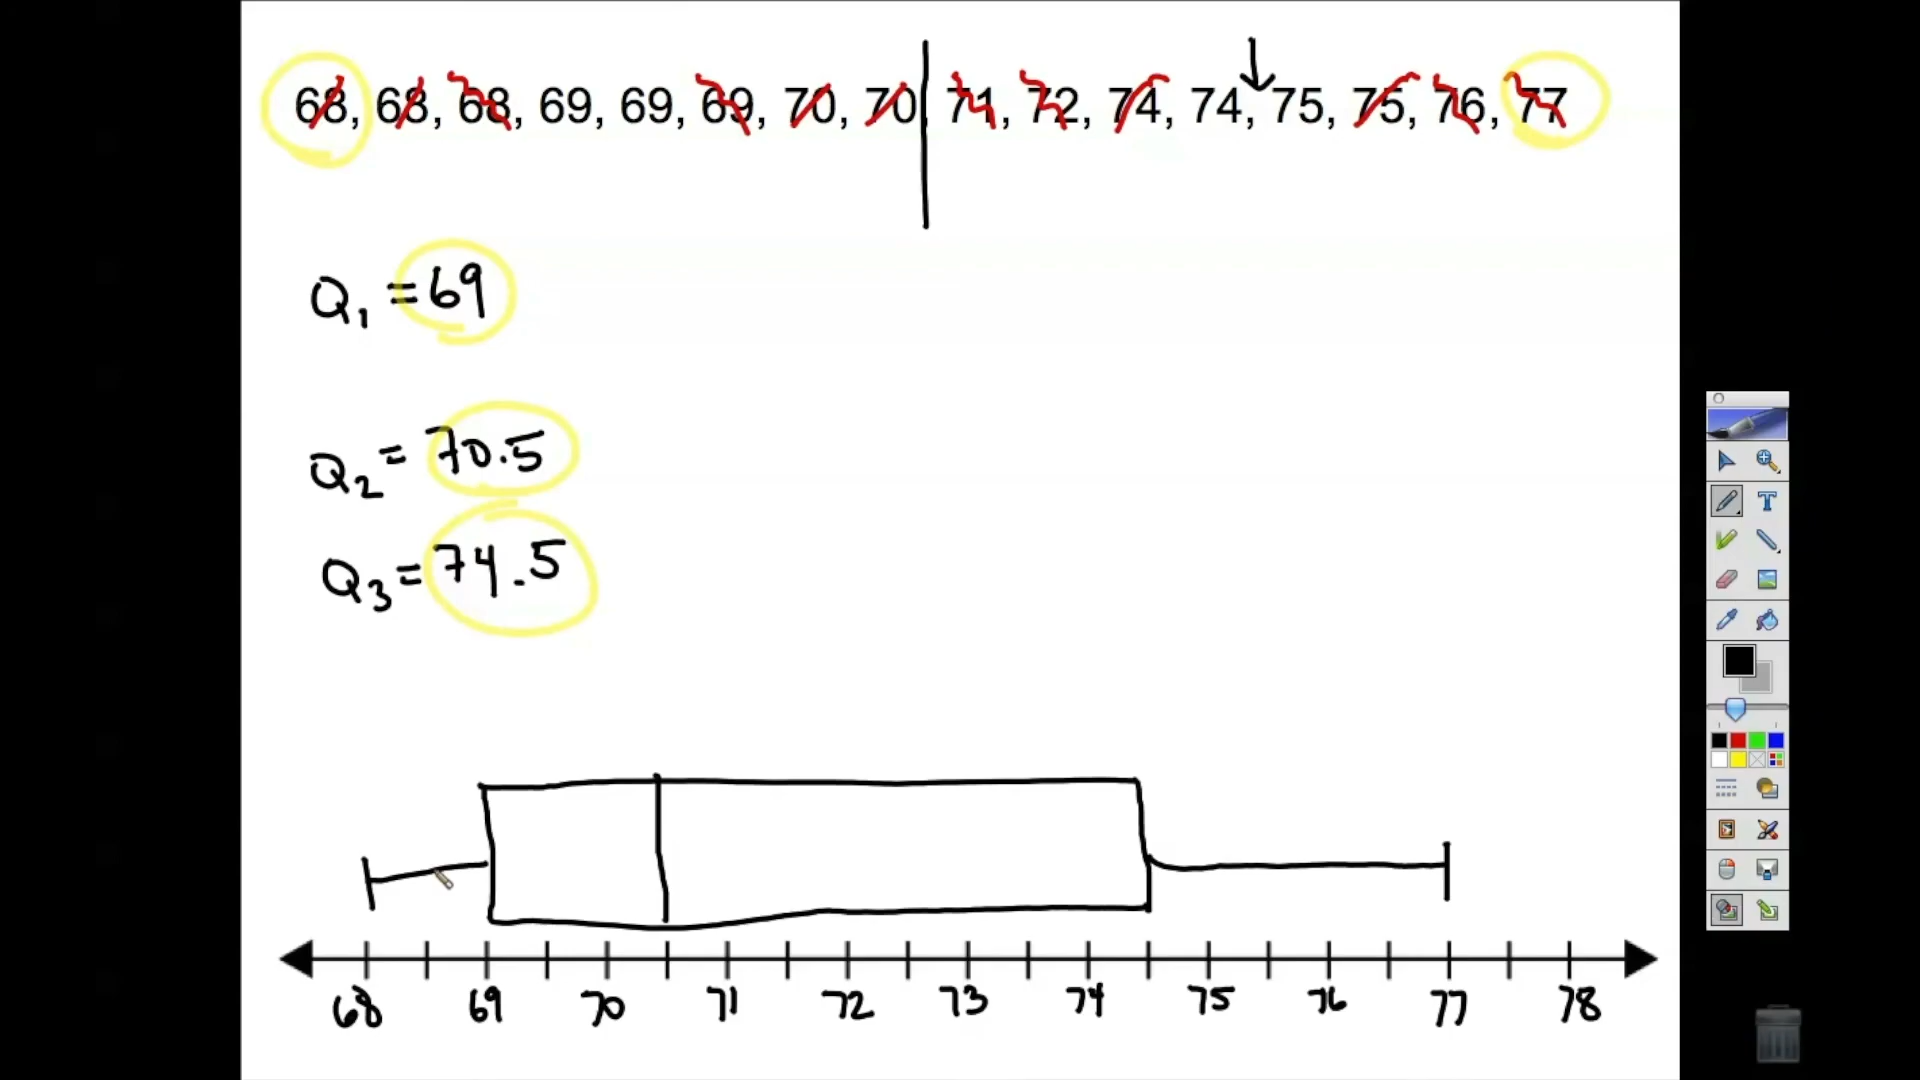 68, 68, 68, 69, 69, 69, 70, 70, 71, 72, 74, 74, 75, 75, 76, 77
Q1 = 69
Q2 = 70.5
Q3 = 74.5
68 69 70 71 72 73 74 75 76 77 78